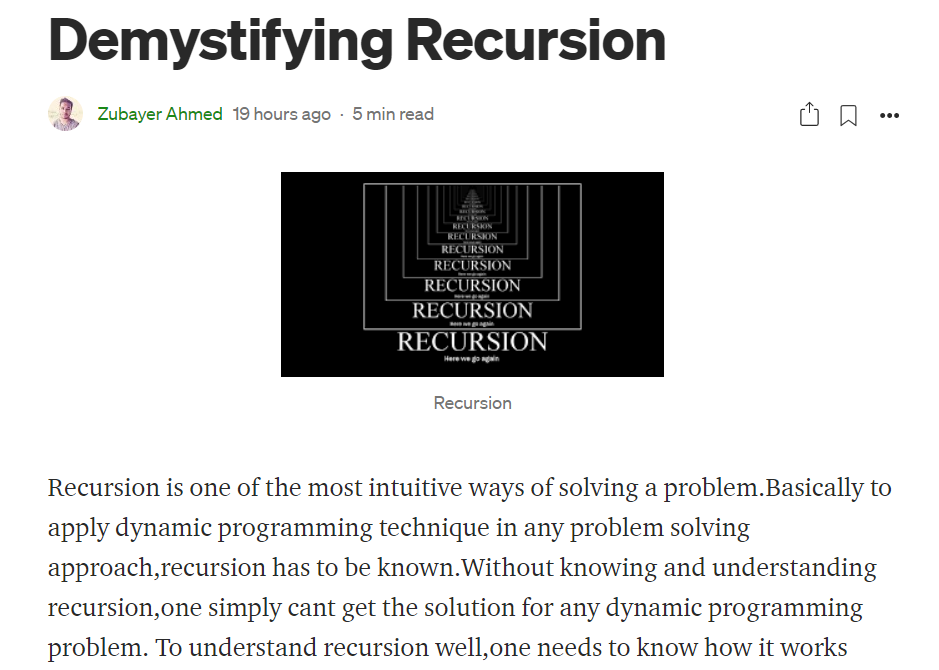 Demystifying Recursion
Zubayer Ahmed 19 hours ago · 5 min read
RECURSION
RECURSION
RECURSION
RECURSION
RECURSION
RECURSION
Here we go again
RECURSION
Here we go again
RECURSION
Here we go again
RECURSION
Here we go again
Recursion
Recursion is one of the most intuitive ways of solving a problem.Basically to
apply dynamic programming technique in any problem solving
approach,recursion has to be known.Without knowing and understanding
recursion,one simply cant get the solution for any dynamic programming
problem. To understand recursion well,one needs to know how it works